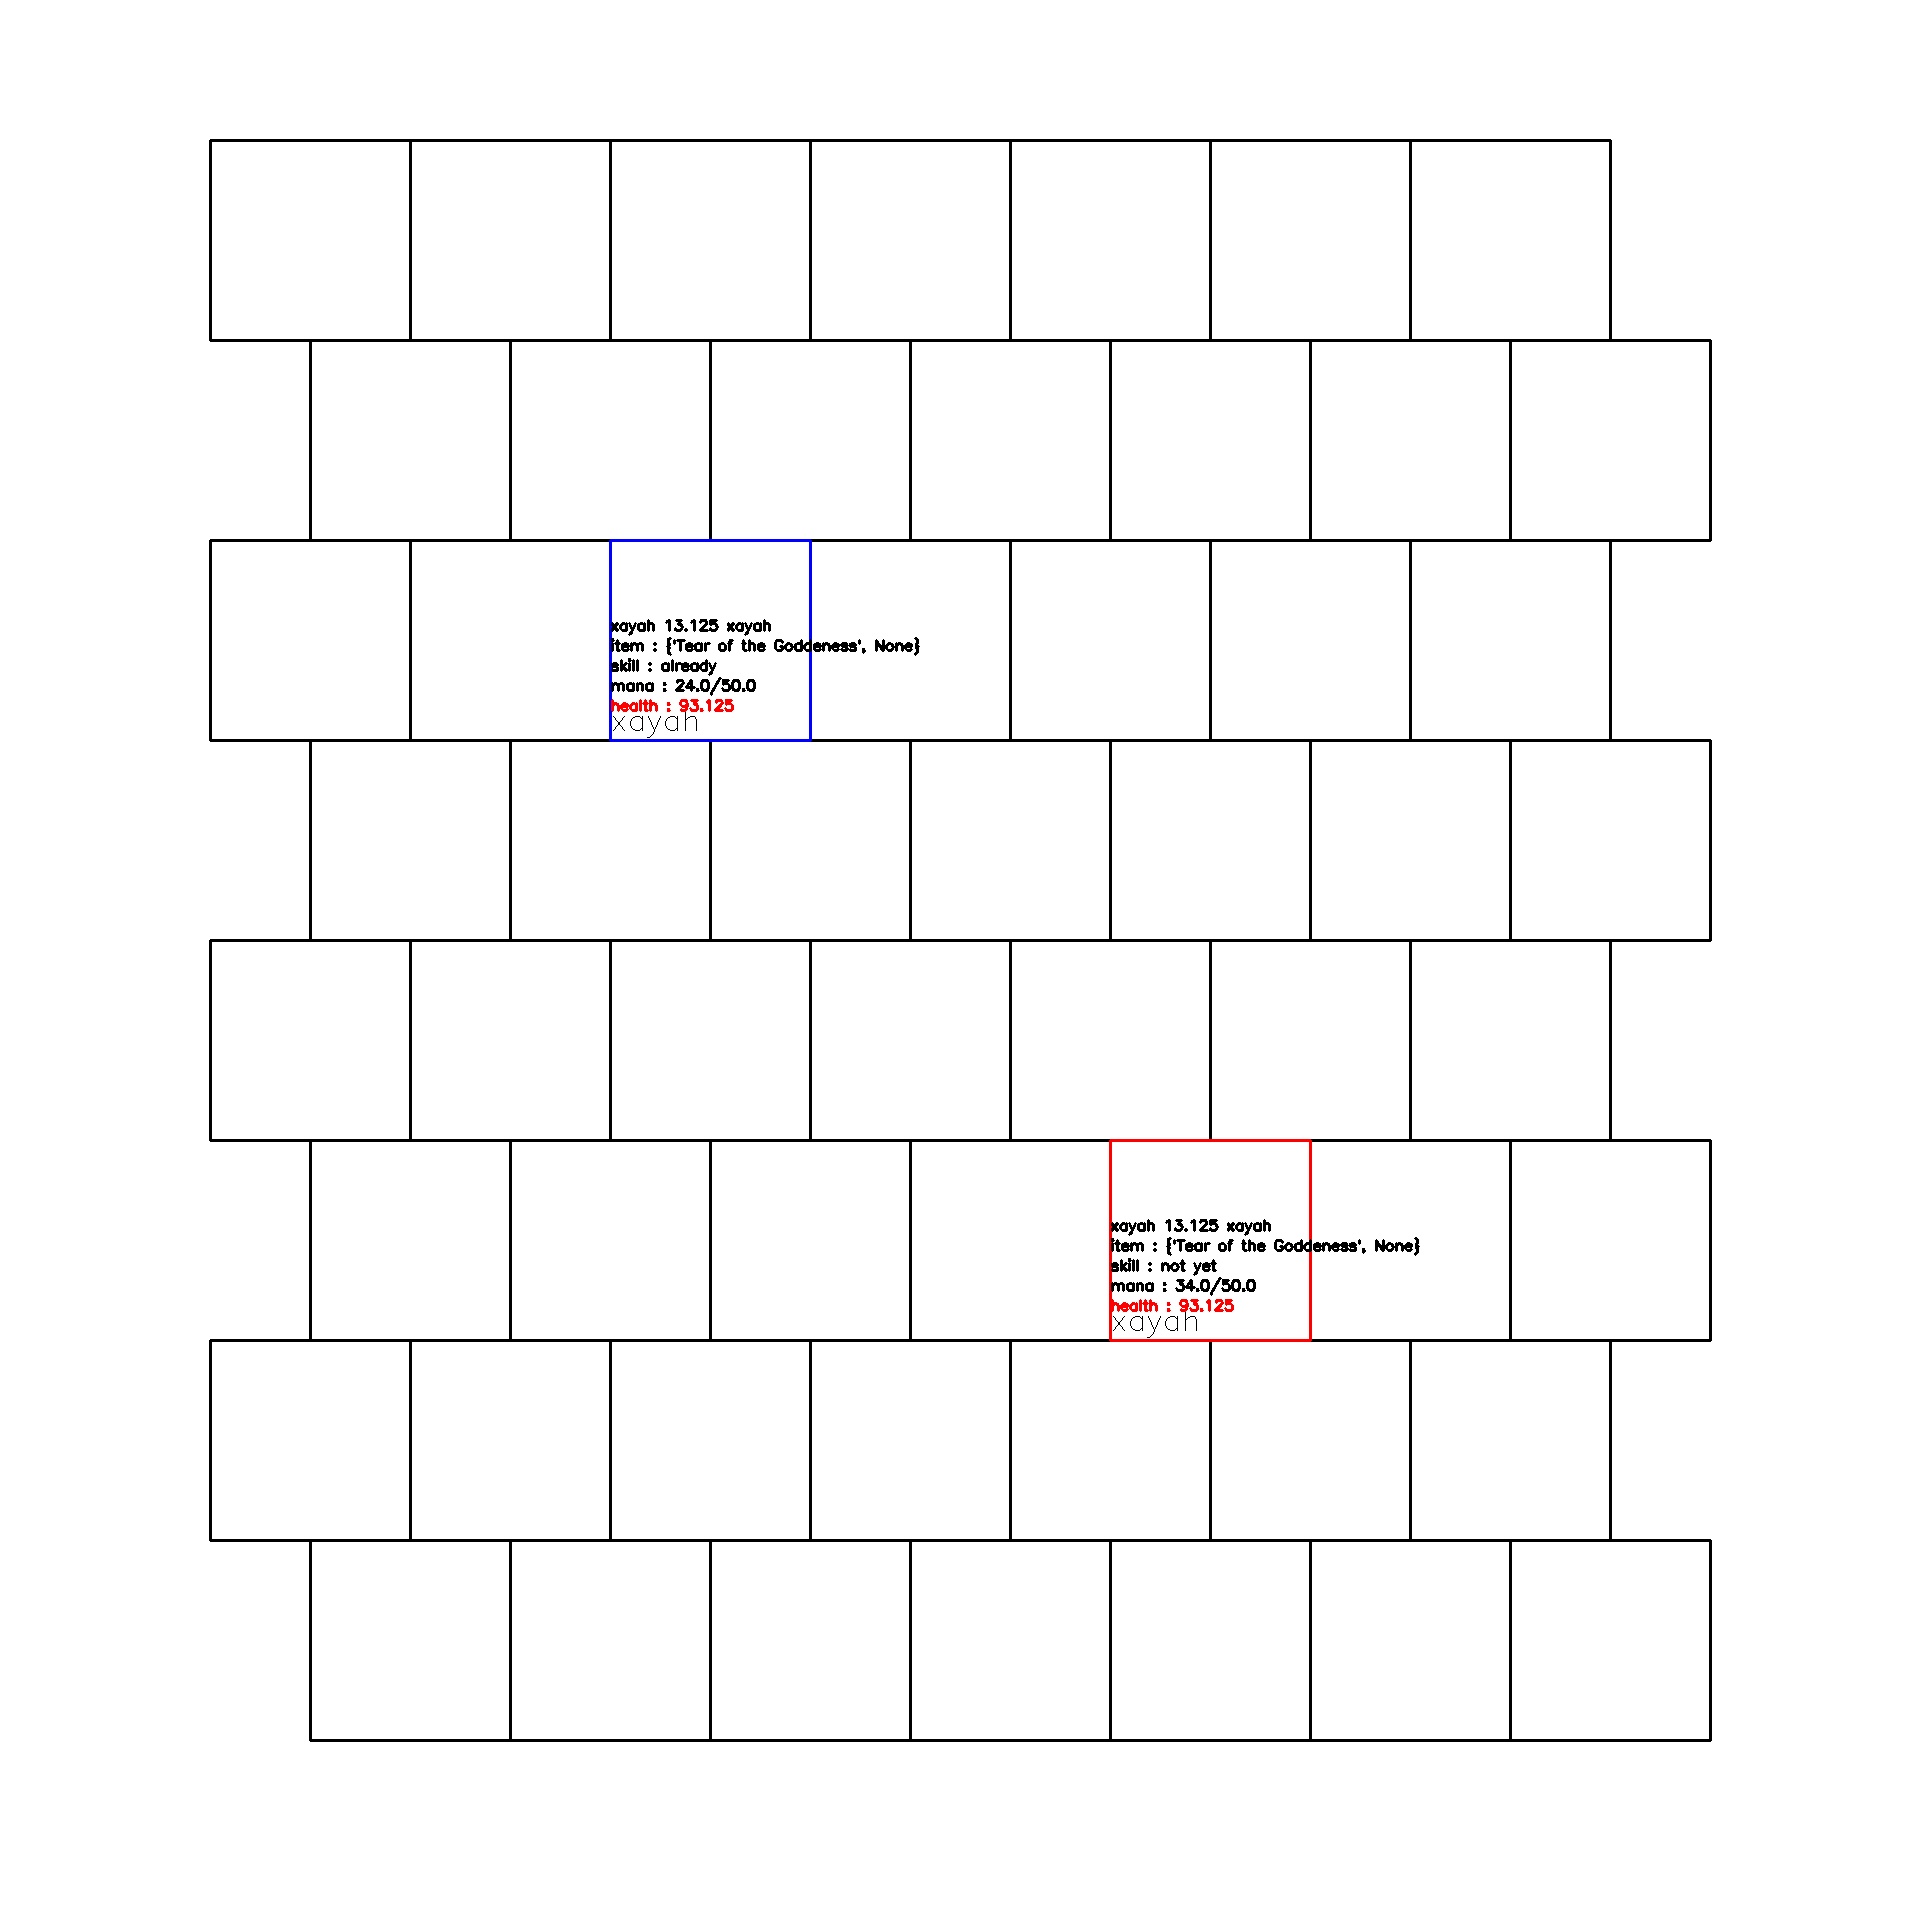 xayah 13.125 xayah
item : {'Tear of the Goddeness', None}
skill : already
mana : 24.0/50.0
health : 93.125
xayah
xayah 13.125 xayah
item : {'Tear of the Goddeness', None}
skill : not yet
mana : 34.0/50.0
health : 93.125
xayah